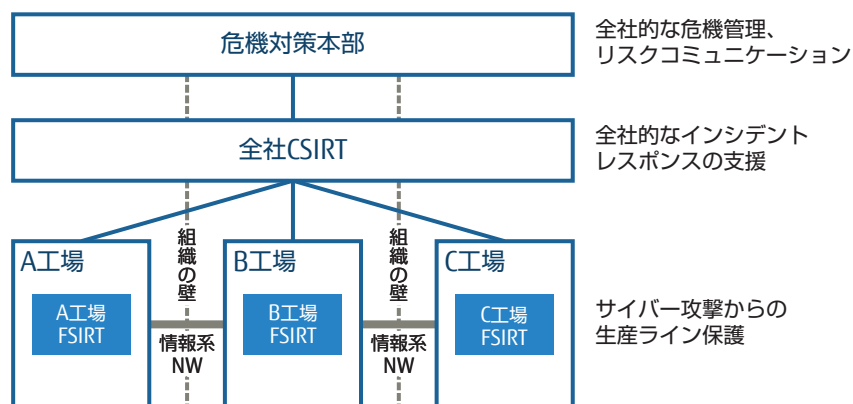 危機対策本部
全社的な危機管理、
リスクコミュニケーション
全社CSIRT
全社的なインシデント
レスポンスの支援
A工場
組織の壁
B工場
組織の壁
C工場
A工場
FSIRT
B工場
FSIRT
C工場
FSIRT
情報系
NW
情報系
NW
サイバー攻撃からの
生産ライン保護